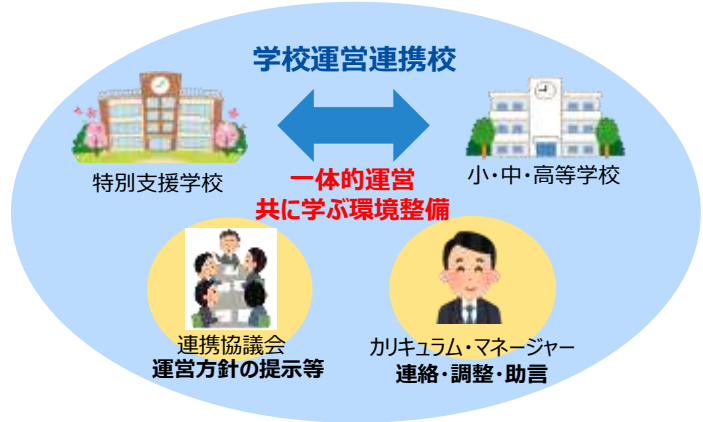 学校運営連携校
特別支援学校
小・中・高等学校
一体的運営
共に学ぶ環境整備
連携協議会
運営方針の提示等
カリキュラム・マネージャー
連絡・調整・助言